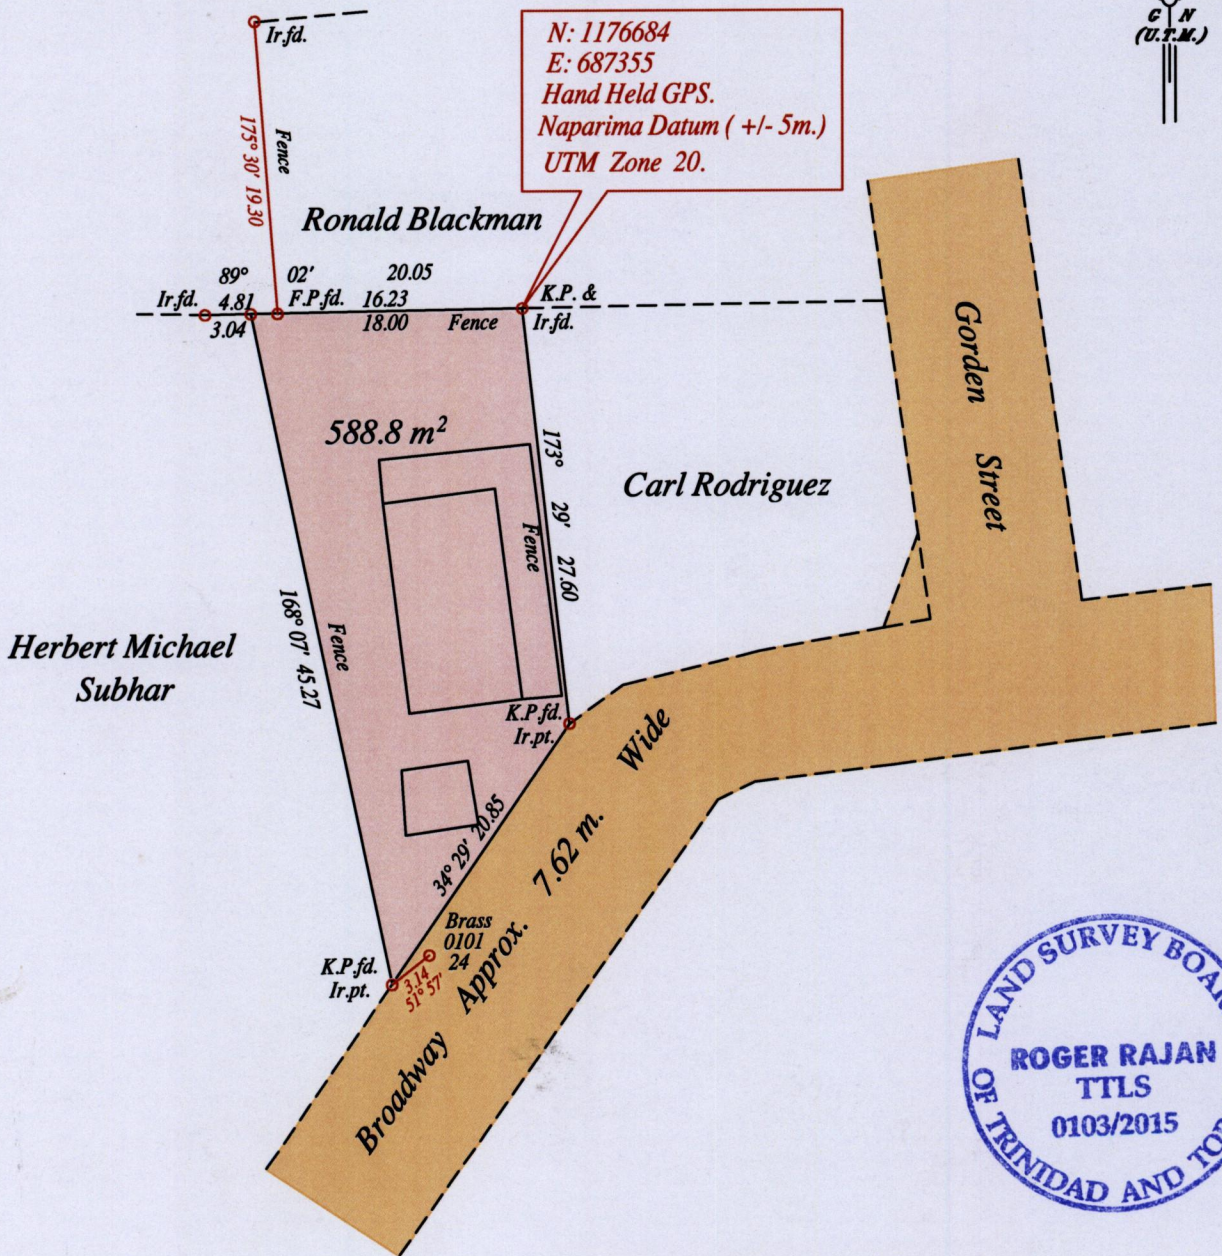 G N
(U.T.M.)
Ir.fd.
N: 1176684
E: 687355
Hand Held GPS.
Naparima Datum ( +/- 5m.)
UTM Zone 20.
Fence
175° 30' 19.30
Ronald Blackman
89° 02' 20.05
Ir.fd. 4.81 F.P.fd. 16.23
3.04 18.00 Fence
K.P. &
Ir.fd.
Gorden Street
588.8 m²
173° 29' 27.60
Fence
Carl Rodriguez
Herbert Michael
Subhar
Fence
168° 07' 45.27
K.P.fd.
Ir.pt.
34° 29' 20.85
Brass
0101
24
K.P.fd.
Ir.pt.
3.14
51° 57'
Broadway Approx. 7.62 m. Wide
LAND SURVEY BOARD OF TRINIDAD AND
ROGER RAJAN
TTLS
0103/2015